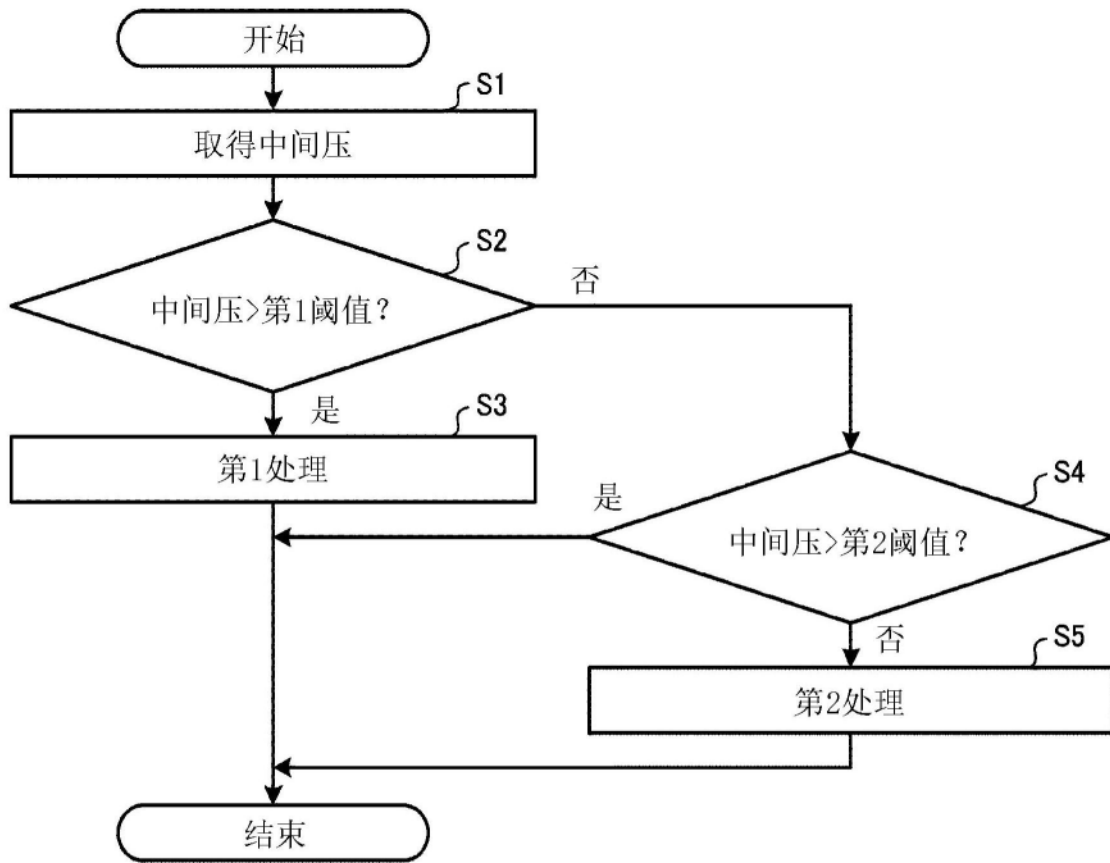 开始
S1
取得中间压
S2
中间压>第1阈值？
否
是
S3
第1处理
S4
是
中间压>第2阈值？
否
S5
第2处理
结束